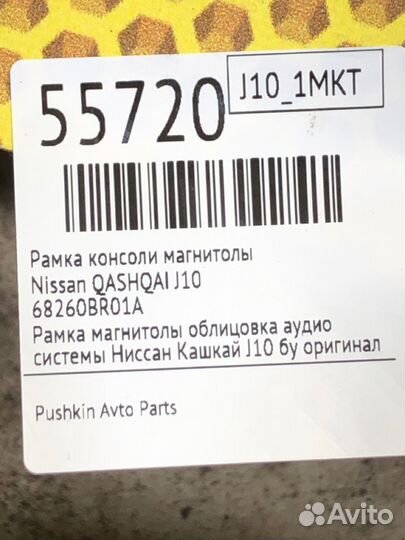 55720
J10_1MKT
Рамка консоли магнитолы
Nissan QASHQAI J10
68260BR01A
Рамка магнитолы облицовка аудио
системы Ниссан Кашкай J10 бу оригинал
Pushkin Avto Parts
Avito